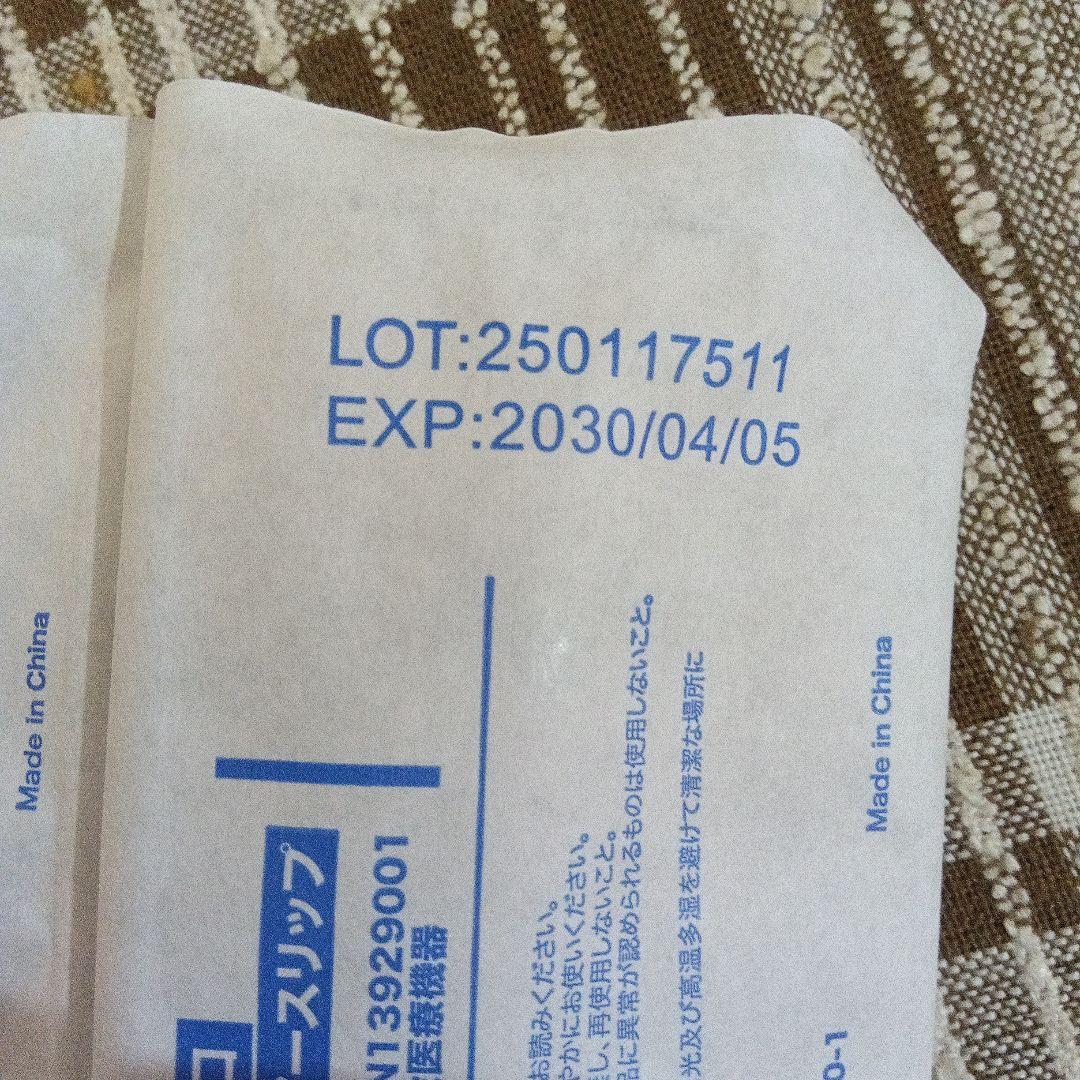 LOT:250117511
EXP:2030/04/05
Made in China
ースリップ
N13929001
医療機器
お読みください。
やかにお使いください。
し、再使用しないこと。
に異常が認められるものは使用しないこと。
光及び高温多湿を避けて清潔な場所に
Made in China
0-1